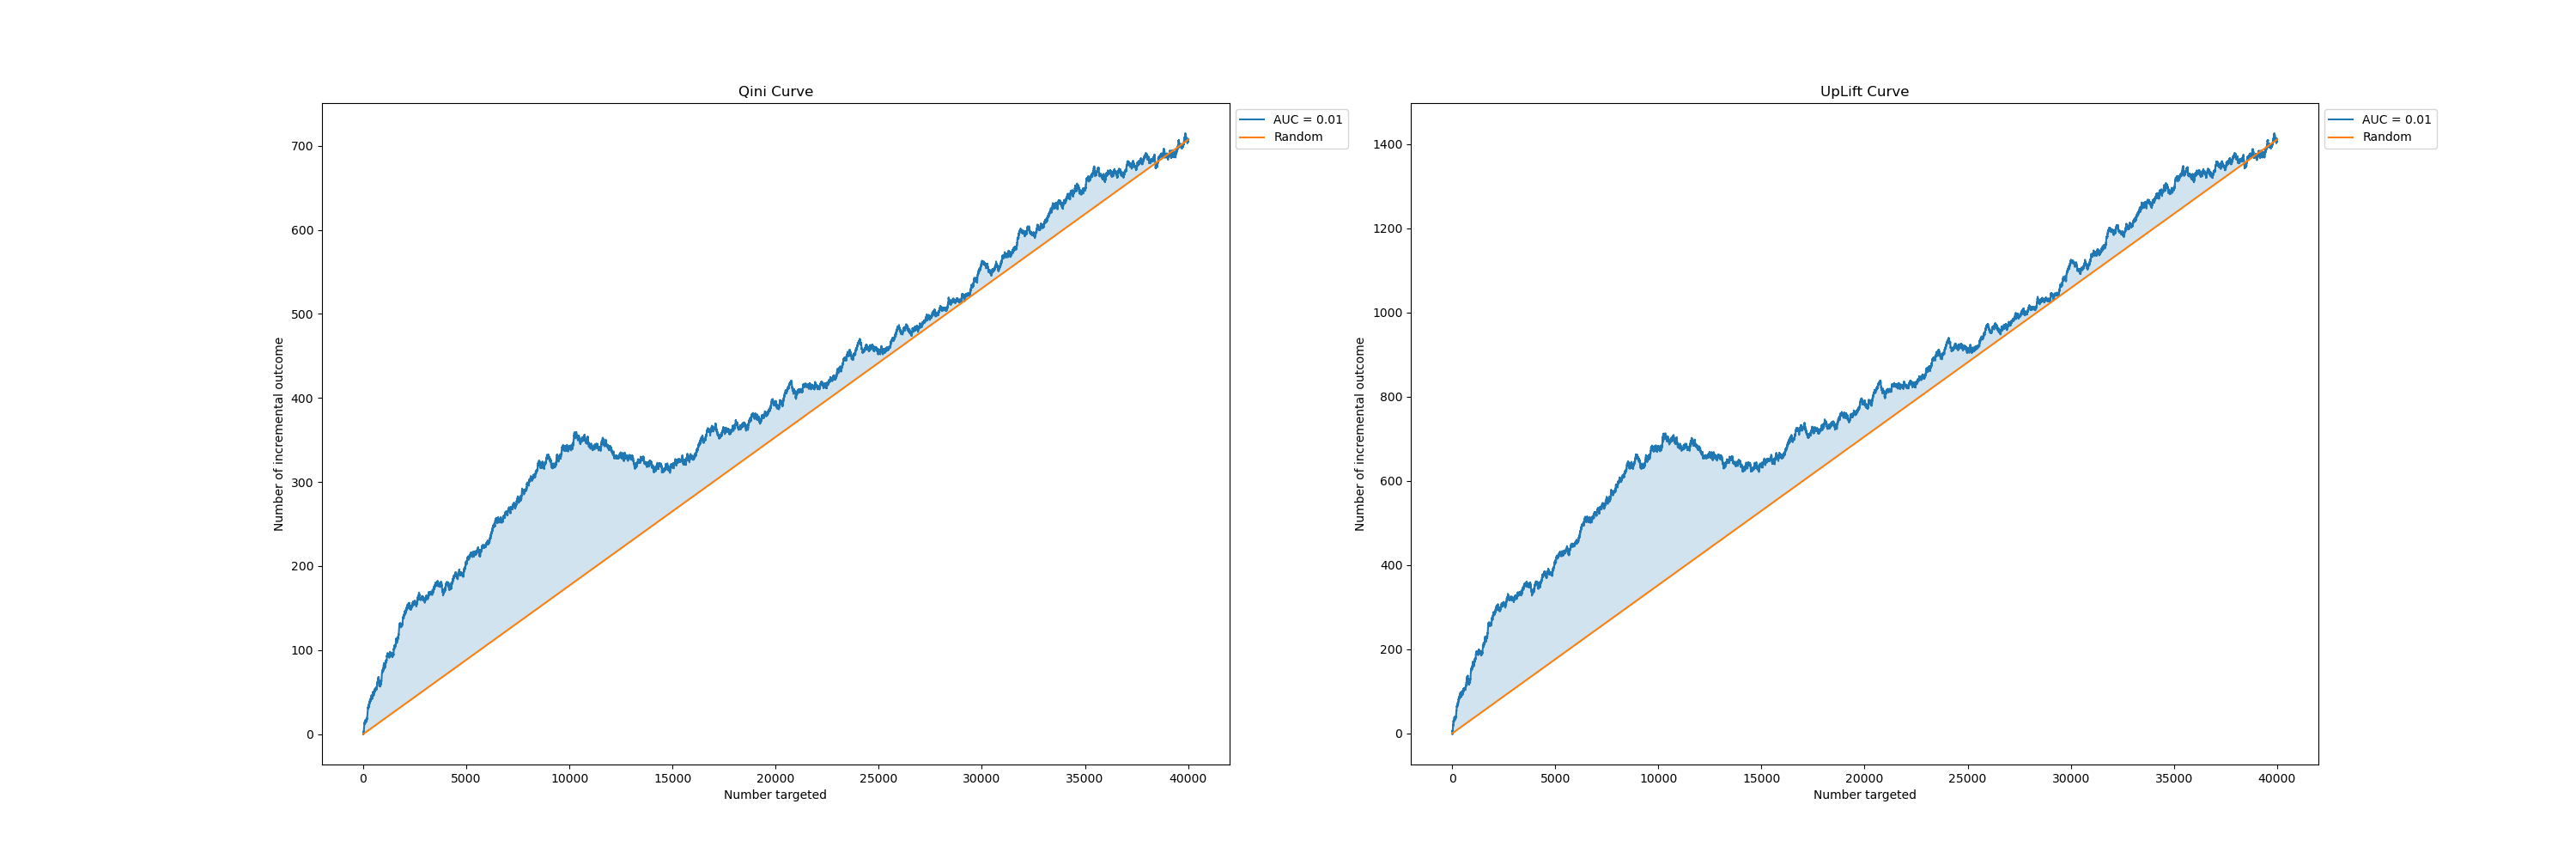 Qini Curve
AUC = 0.01
Random
700
600
500
400
300
200
100
0
Number of incremental outcome
0 5000 10000 15000 20000 25000 30000 35000 40000
Number targeted
UpLift Curve
AUC = 0.01
Random
1400
1200
1000
800
600
400
200
0
Number of incremental outcome
0 5000 10000 15000 20000 25000 30000 35000 40000
Number targeted